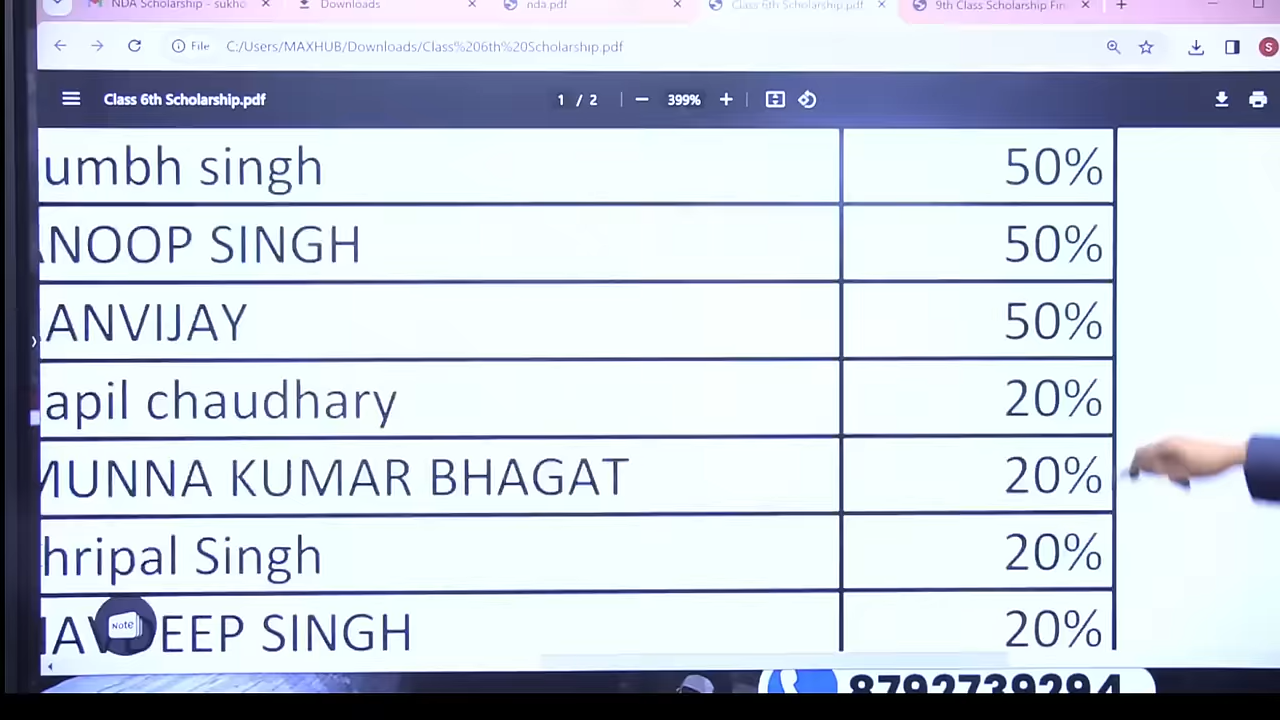 NDA Scholarship - sukho
Downloads
nda.pdf
Class 6th Scholarship.pdf
9th Class Scholarship Fin
File C:/Users/MAXHUB/Downloads/Class%206th%20Scholarship.pdf
S
Class 6th Scholarship.pdf
1 / 2
399%
umbh singh 50%
NOOP SINGH 50%
ANVIJAY 50%
apil chaudhary 20%
MUNNA KUMAR BHAGAT 20%
hripal Singh 20%
EEP SINGH 20%
Note
8792739294